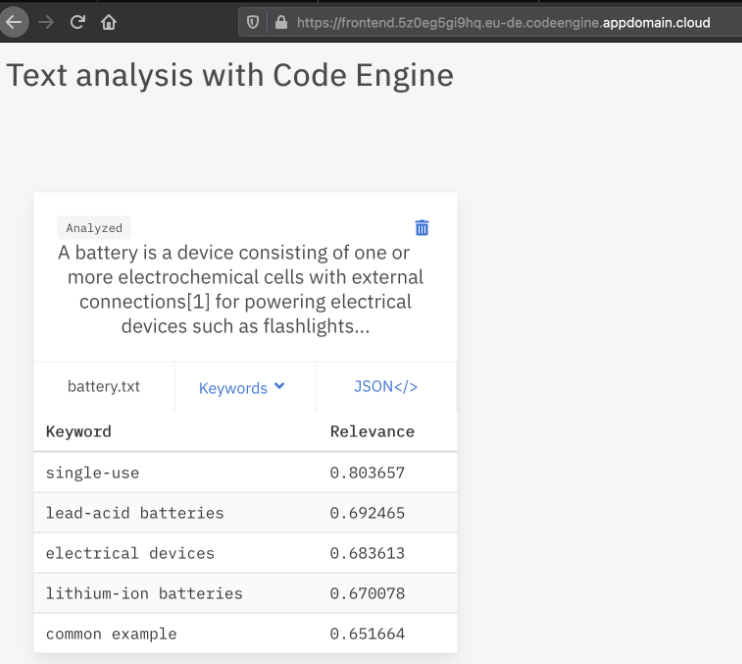 https://frontend.5z0eg5gi9hq.eu-de.codeengine.appdomain.cloud
Text analysis with Code Engine
Analyzed
A battery is a device consisting of one or
more electrochemical cells with external
connections[1] for powering electrical
devices such as flashlights...
battery.txt Keywords JSON</>
Keyword Relevance
single-use 0.803657
lead-acid batteries 0.692465
electrical devices 0.683613
lithium-ion batteries 0.670078
common example 0.651664